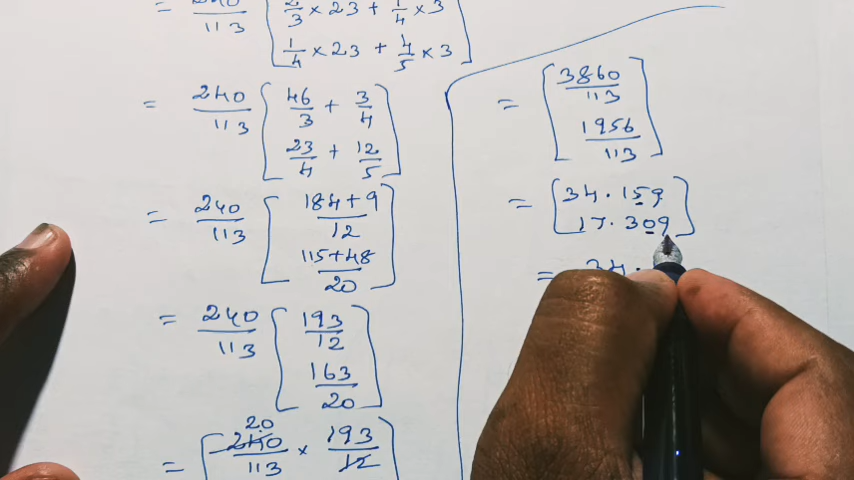 = 240/113 [ 2/3 × 23 + 1/4 × 3
1/4 × 23 + 4/5 × 3 ]
= 240/113 [ 46/3 + 3/4
23/4 + 12/5 ]
= 240/113 [ 184+9/12
115+48/20 ]
= 240/113 [ 193/12
163/20 ]
20
= [ 240/113 × 193/12 ]
= [ 3860/113
1956/113 ]
= [ 34.159
17.309 ]
= 34.